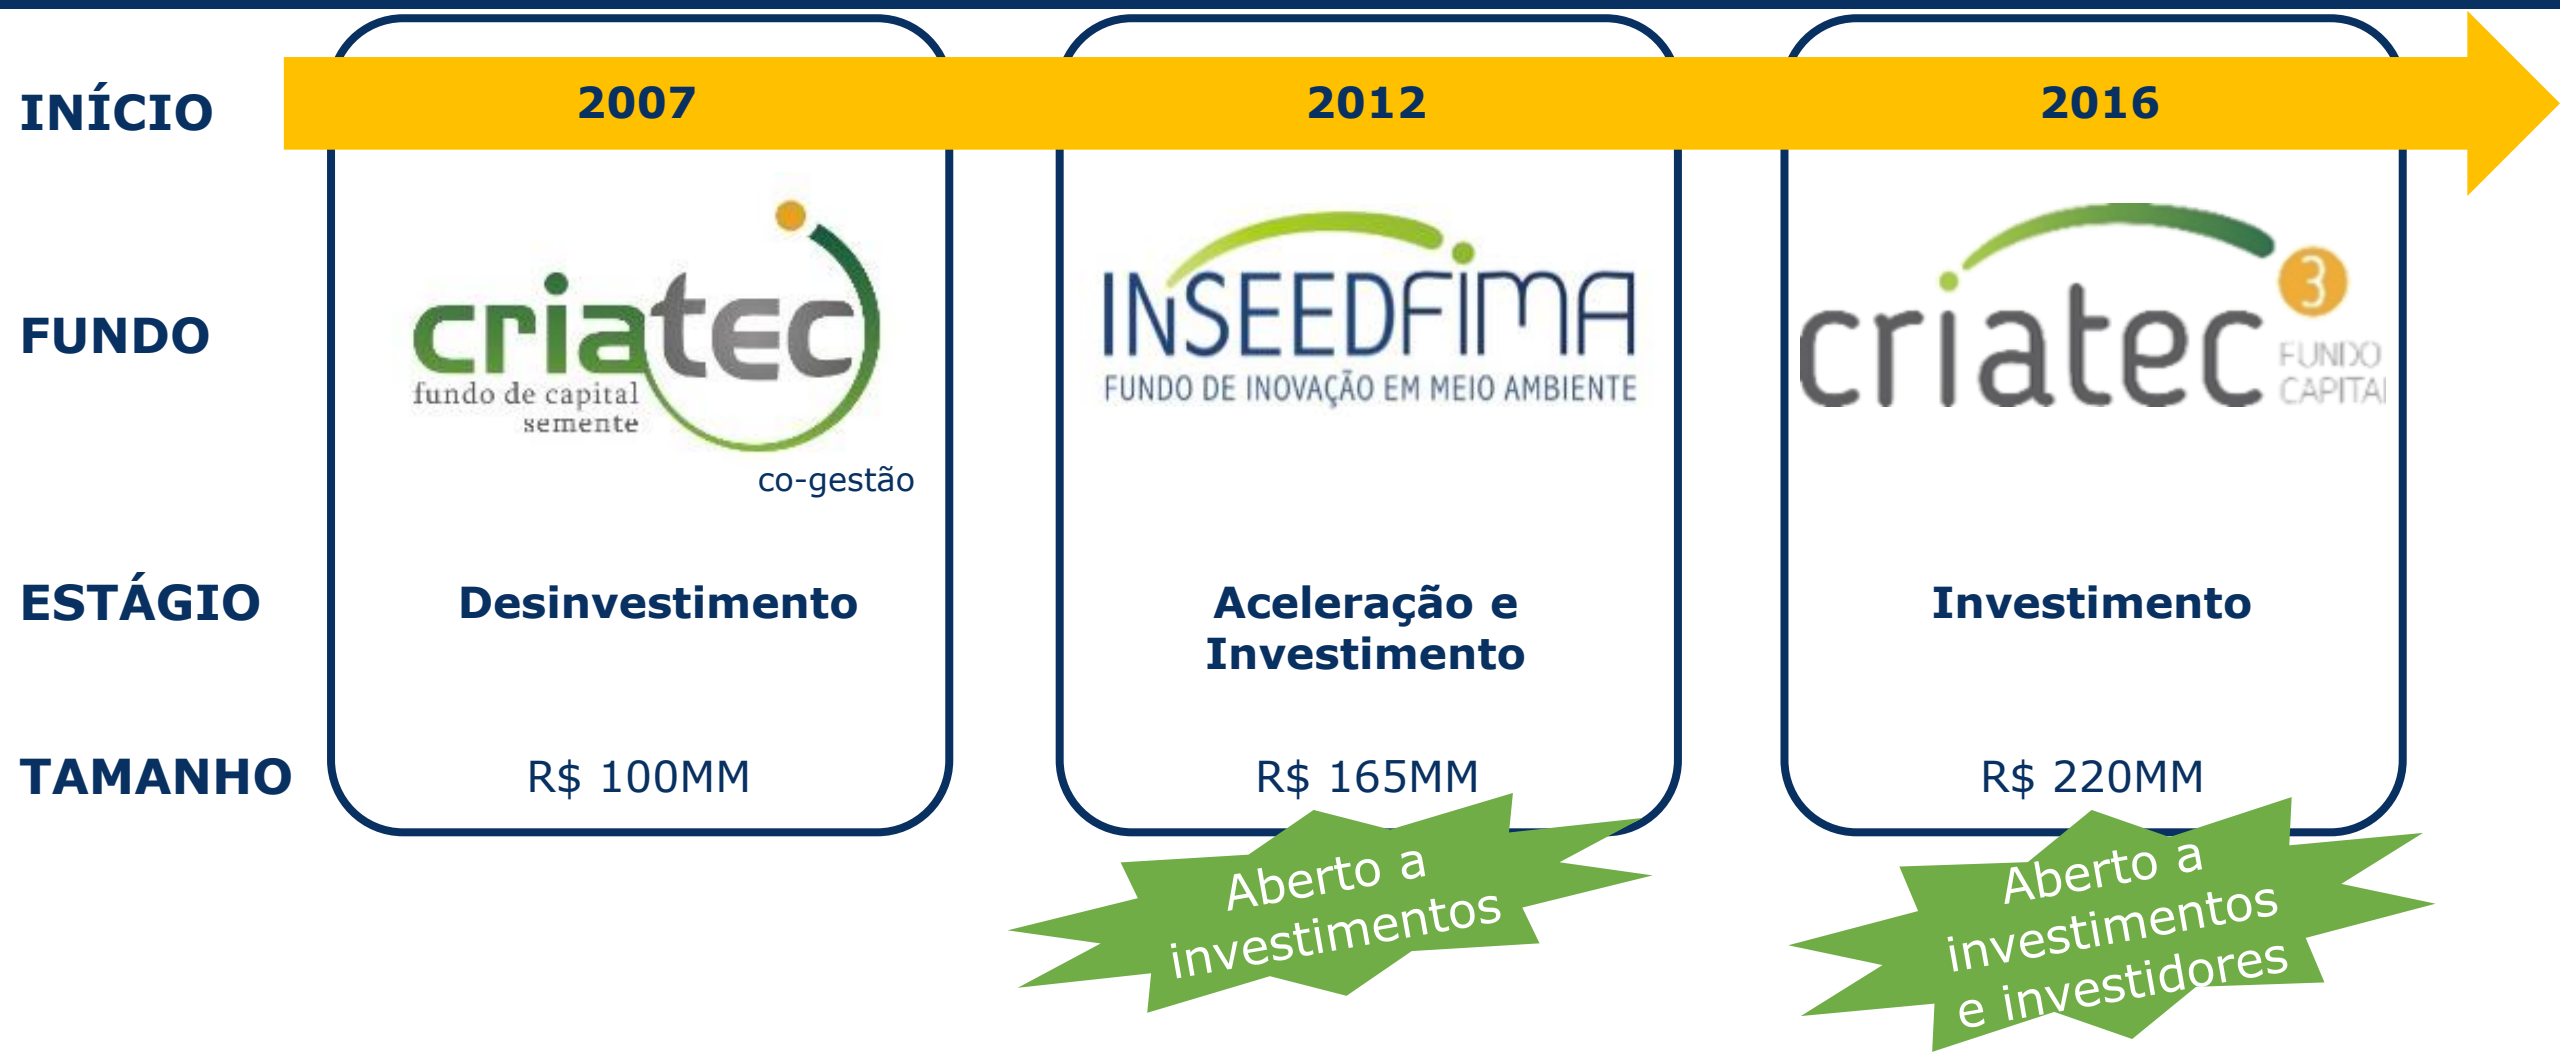 INÍCIO
2007
2012
2016
FUNDO
criatec
fundo de capital
semente
co-gestão
INSEEDFIMA
FUNDO DE INOVAÇÃO EM MEIO AMBIENTE
criatec 3
FUNDO
CAPITAL
ESTÁGIO
Desinvestimento
Aceleração e
Investimento
Investimento
TAMANHO
R$ 100MM
R$ 165MM
R$ 220MM
Aberto a
investimentos
Aberto a
investimentos
e investidores